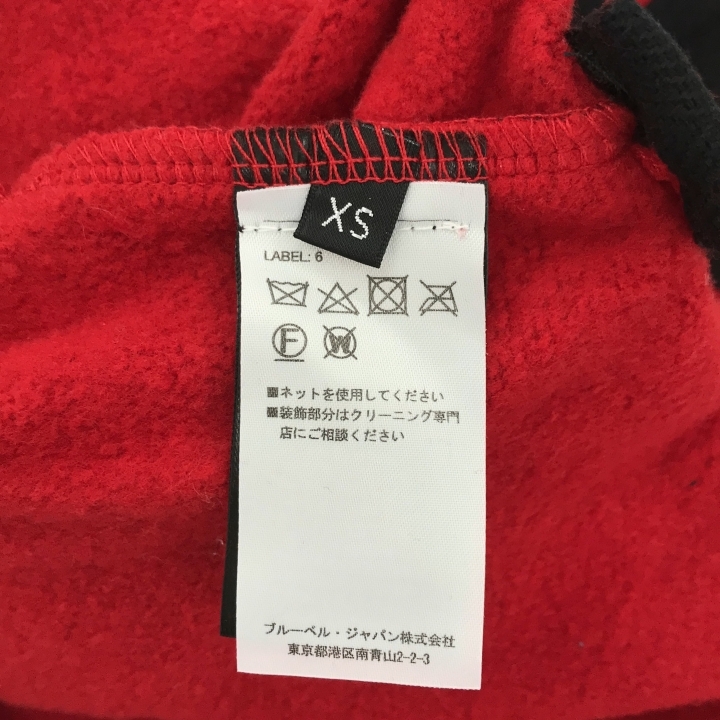 XS
LABEL: 6
F W
■ネットを使用してください
■装飾部分はクリーニング専門
店にご相談ください
ブルーベル・ジャパン株式会社
東京都港区南青山2-2-3